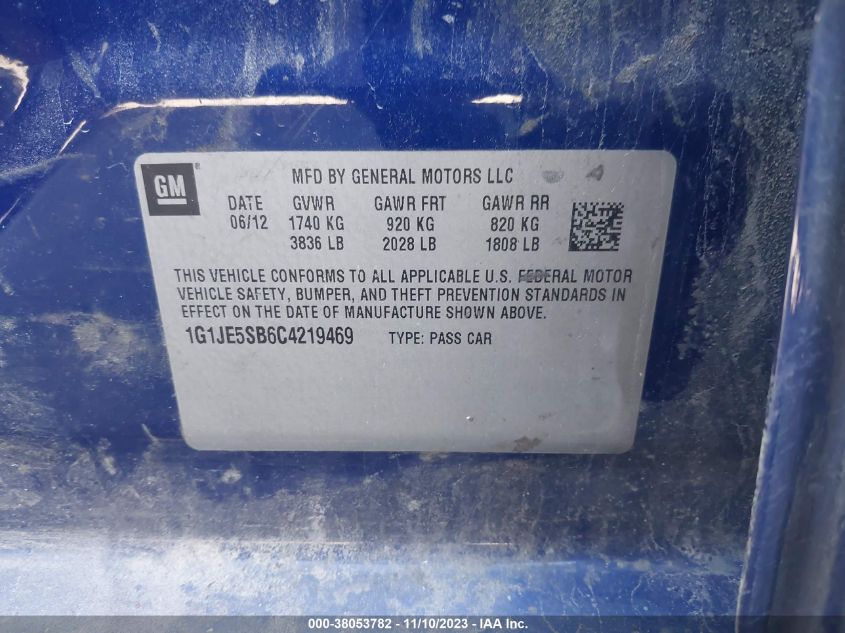 GM
MFD BY GENERAL MOTORS LLC
DATE GVWR GAWR FRT GAWR RR
06/12 1740 KG 920 KG 820 KG
3836 LB 2028 LB 1808 LB
THIS VEHICLE CONFORMS TO ALL APPLICABLE U.S. FEDERAL MOTOR
VEHICLE SAFETY, BUMPER, AND THEFT PREVENTION STANDARDS IN
EFFECT ON THE DATE OF MANUFACTURE SHOWN ABOVE.
1G1JE5SB6C4219469 TYPE: PASS CAR
000-38053782 - 11/10/2023 - IAA Inc.